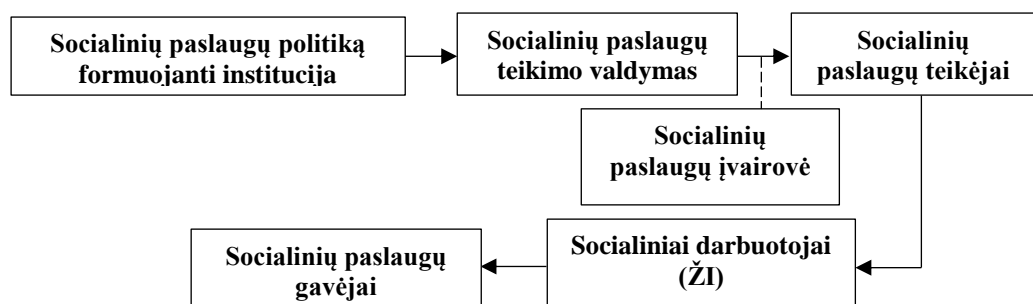 Socialinių paslaugų politiką
formuojanti institucija
Socialinių paslaugų
teikimo valdymas
Socialinių
paslaugų teikėjai
Socialinių
paslaugų įvairovė
Socialiniai darbuotojai
(ŽI)
Socialinių paslaugų
gavėjai